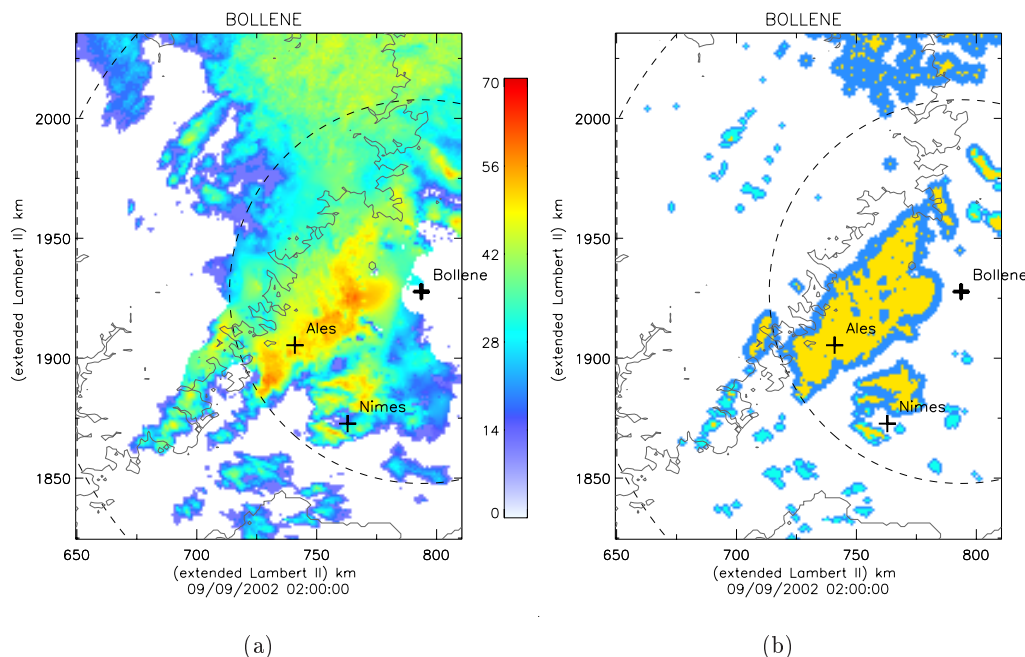 BOLLENE
2000
1950
1900
1850
(extended Lambert II) km
650
700
750
800
(extended Lambert II) km
09/09/2002 02:00:00
Bollene
Ales
Nimes
70
56
42
28
14
0
(a)
BOLLENE
2000
1950
1900
1850
(extended Lambert II) km
650
700
750
800
(extended Lambert II) km
09/09/2002 02:00:00
Bollene
Ales
Nimes
(b)